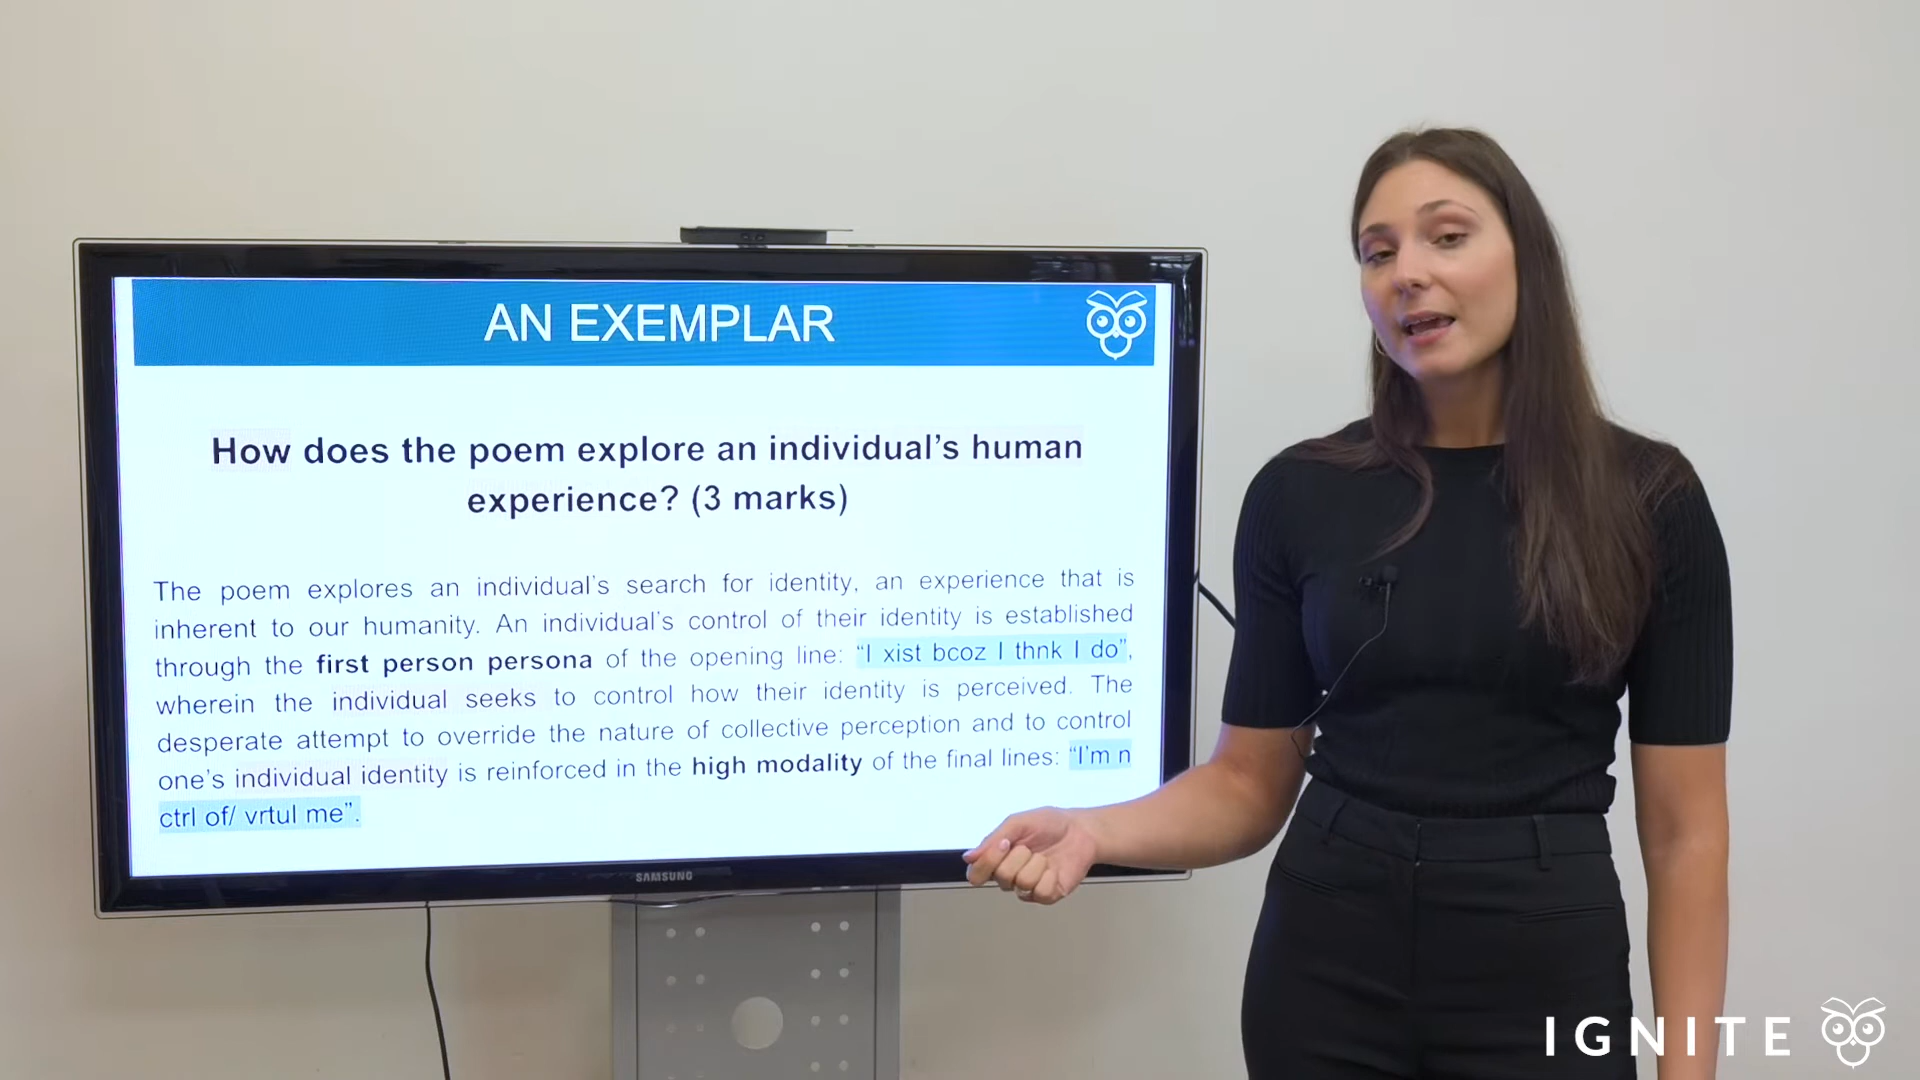 AN EXEMPLAR
How does the poem explore an individual's human
experience? (3 marks)
The poem explores an individual's search for identity, an experience that is
inherent to our humanity. An individual's control of their identity is established
through the first person persona of the opening line: "I xist bcoz I thnk I do",
wherein the individual seeks to control how their identity is perceived. The
desperate attempt to override the nature of collective perception and to control
one's individual identity is reinforced in the high modality of the final lines: "I'm n
ctrl of/ vrtul me".
SAMSUNG
IGNITE